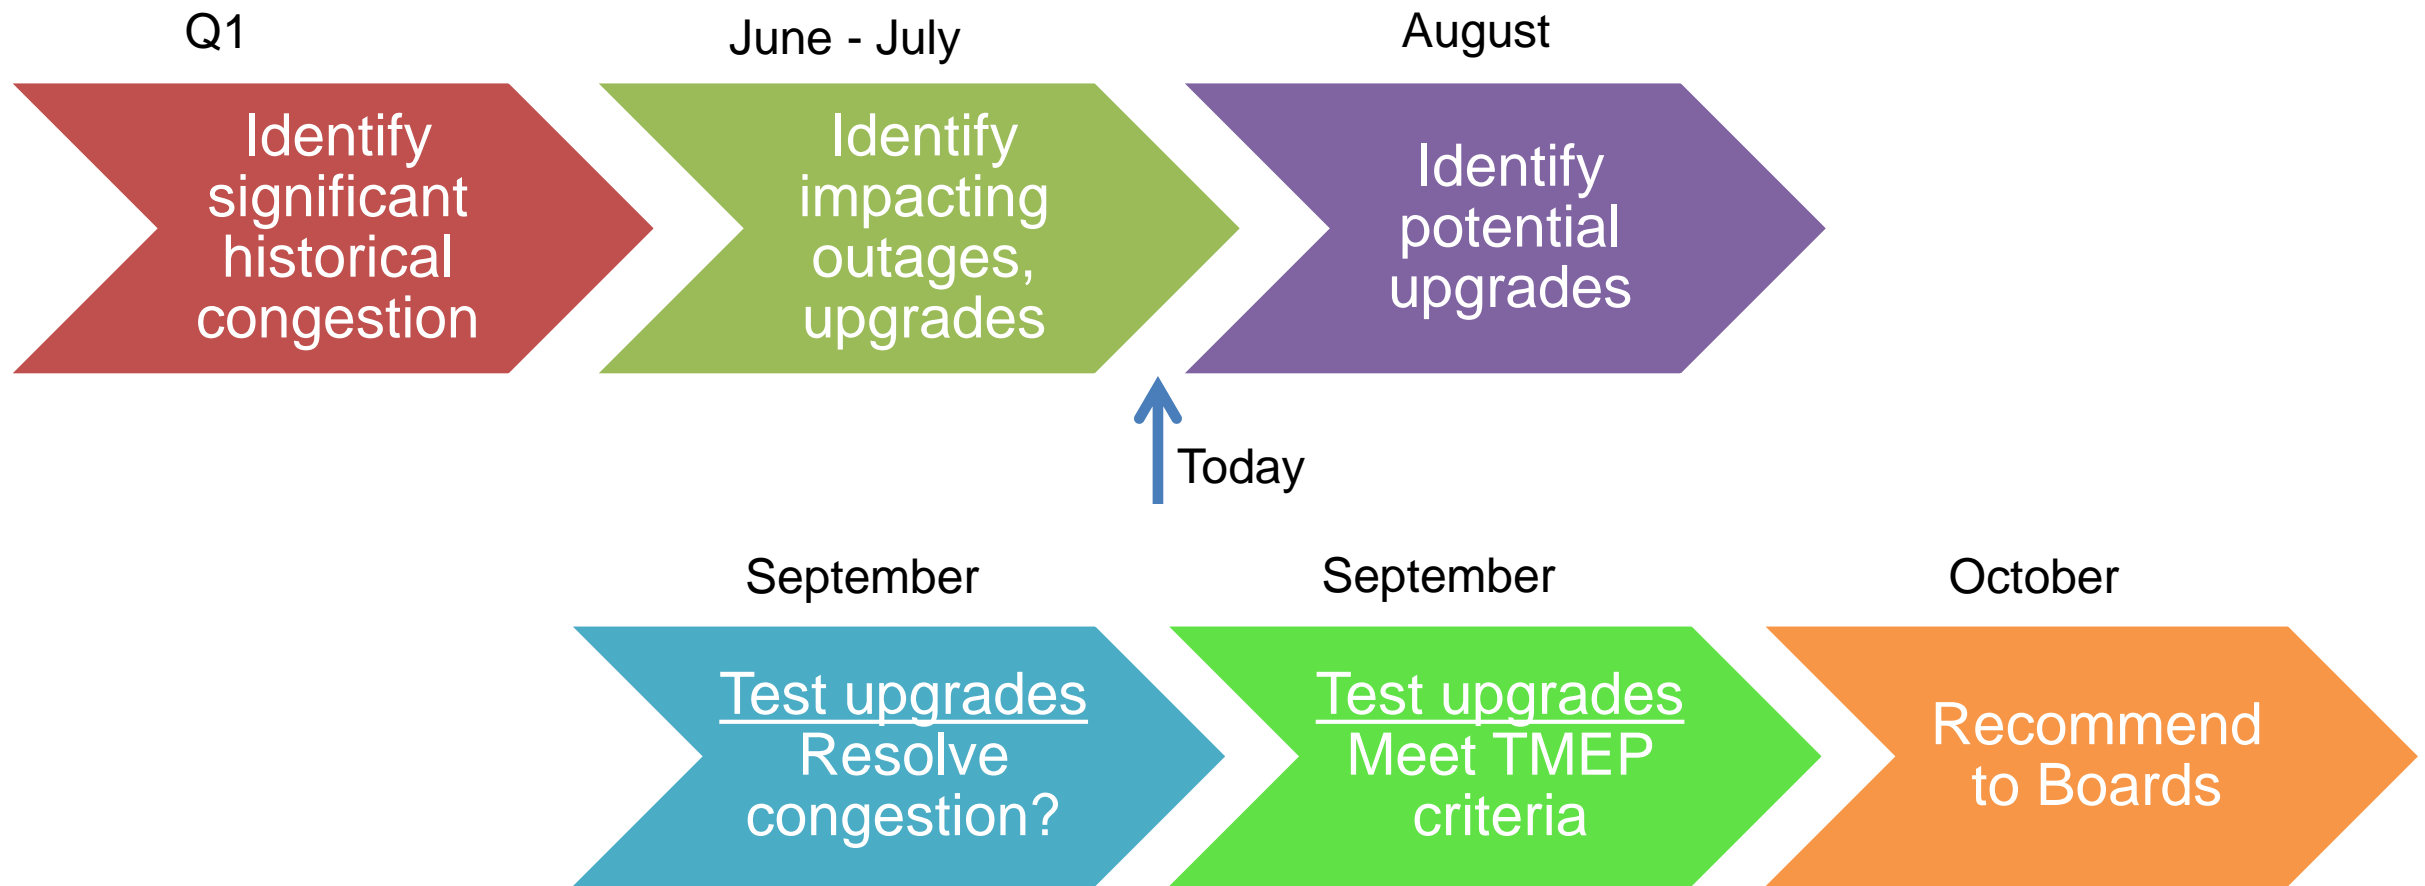 Q1
Identify
significant
historical
congestion
June - July
Identify
impacting
outages,
upgrades
August
Identify
potential
upgrades
Today
September
Test upgrades
Resolve
congestion?
September
Test upgrades
Meet TMEP
criteria
October
Recommend
to Boards